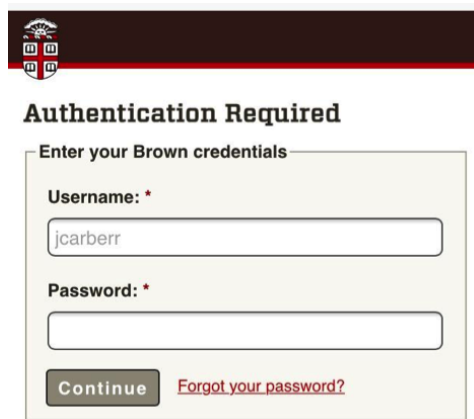 Authentication Required
Enter your Brown credentials
Username: *
jcarberr
Password: *
Continue Forgot your password?